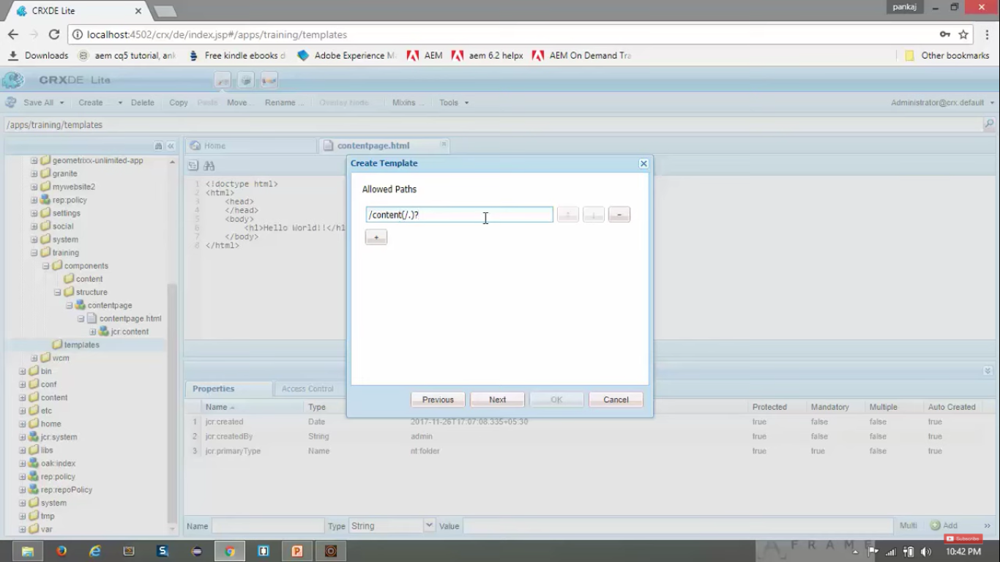 CRXDE Lite
pankaj
localhost:4502/crx/de/index.jsp#/apps/training/templates
Downloads aem cq5 tutorial, ank Free kindle ebooks d Adobe Experience M AEM aem 6.2 helpx AEM On Demand Tra Other bookmarks
CRXDE Lite
Save All Create ... Delete Copy Paste Move... Rename ... Overlay Node... Mixins ... Tools Administrator@crx.default
/apps/training/templates
Home contentpage.html
geometrixx-unlimited-app
granite
mywebsite2
rep:policy
settings
social
system
training
components
content
structure
contentpage
contentpage.html
jcr:content
templates
wcm
bin
conf
content
etc
home
jcr:system
libs
oak:index
rep:policy
rep:repoPolicy
system
tmp
var
1 <!doctype html>
2 <html>
3 <head>
4 </head>
5 <body>
6 <h1>Hello World!!</h1
7 </body>
8 </html>
Create Template
Allowed Paths
/content(/.)?
+
Previous Next OK Cancel
Properties Access Control
Name Type Protected Mandatory Multiple Auto Created
1 jcr:created Date 2017-11-26T17:07:08.335+05:30 true false false true
2 jcr:createdBy String admin true false false true
3 jcr:primaryType Name nt:folder true true false true
Name Type String Value Multi Add »
Subscribe
A FRAME
10:42 PM